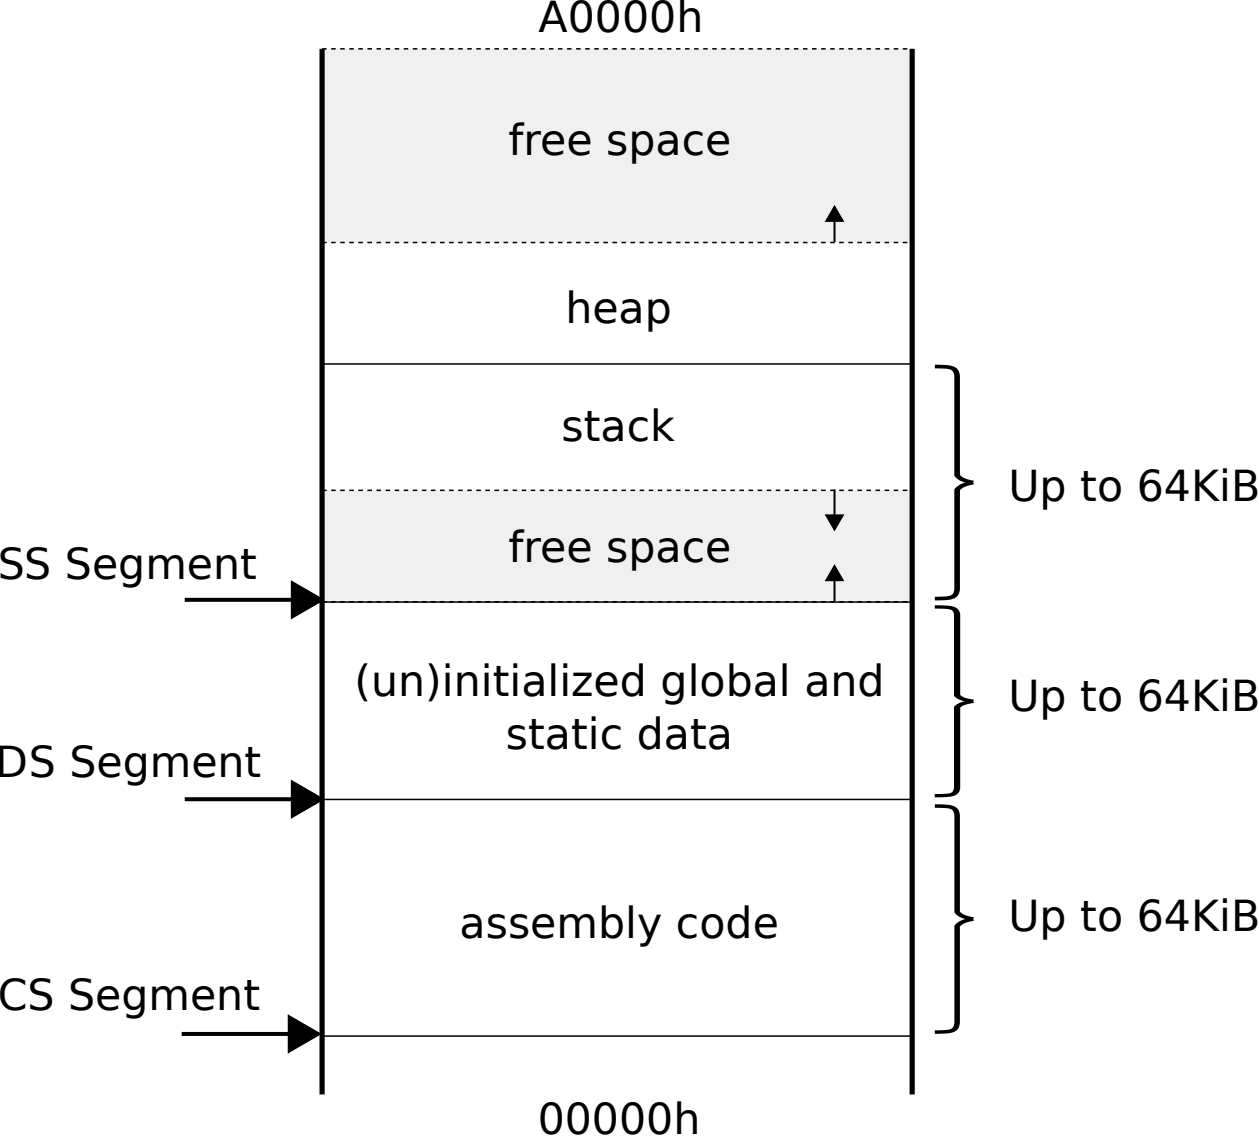 A0000h
free space
heap
stack
Up to 64KiB
free space
SS Segment
(un)initialized global and
static data
Up to 64KiB
DS Segment
assembly code
Up to 64KiB
CS Segment
00000h